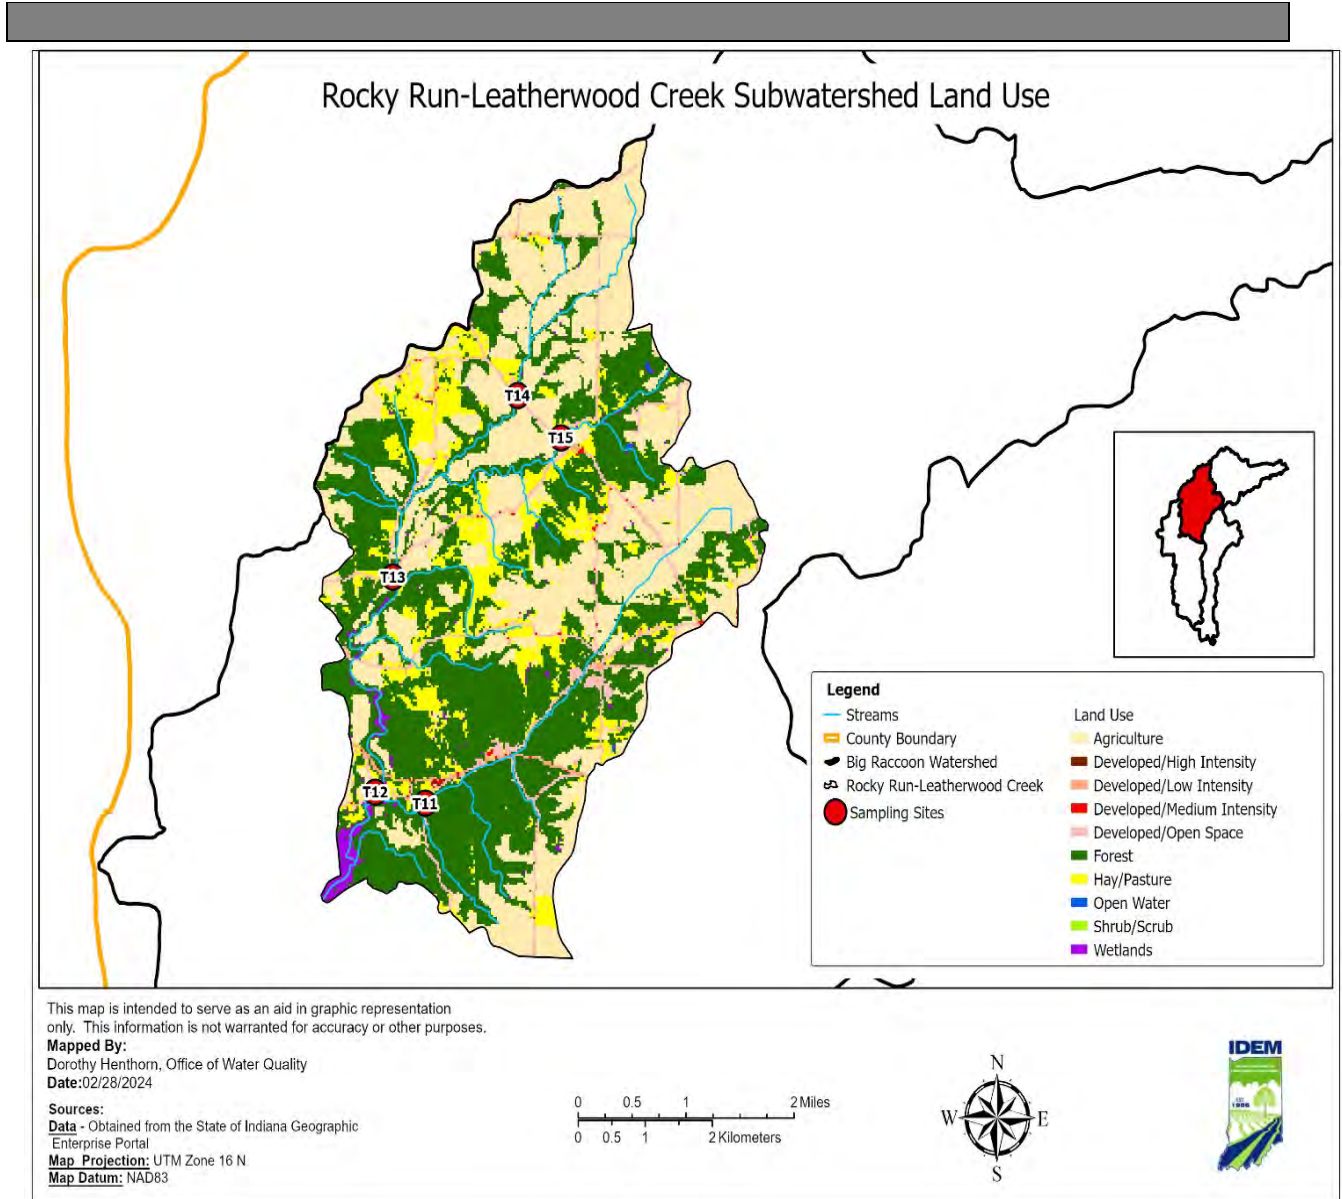 Rocky Run-Leatherwood Creek Subwatershed Land Use
T14
T15
T13
T12
T11
Legend
Streams
County Boundary
Big Raccoon Watershed
Rocky Run-Leatherwood Creek
Sampling Sites
Land Use
Agriculture
Developed/High Intensity
Developed/Low Intensity
Developed/Medium Intensity
Developed/Open Space
Forest
Hay/Pasture
Open Water
Shrub/Scrub
Wetlands
This map is intended to serve as an aid in graphic representation
only. This information is not warranted for accuracy or other purposes.
Mapped By:
Dorothy Henthorn, Office of Water Quality
Date:02/28/2024
Sources:
Data - Obtained from the State of Indiana Geographic
Enterprise Portal
Map Projection: UTM Zone 16 N
Map Datum: NAD83
0 0.5 1 2 Miles
0 0.5 1 2 Kilometers
N
W E
S
IDEM
1986